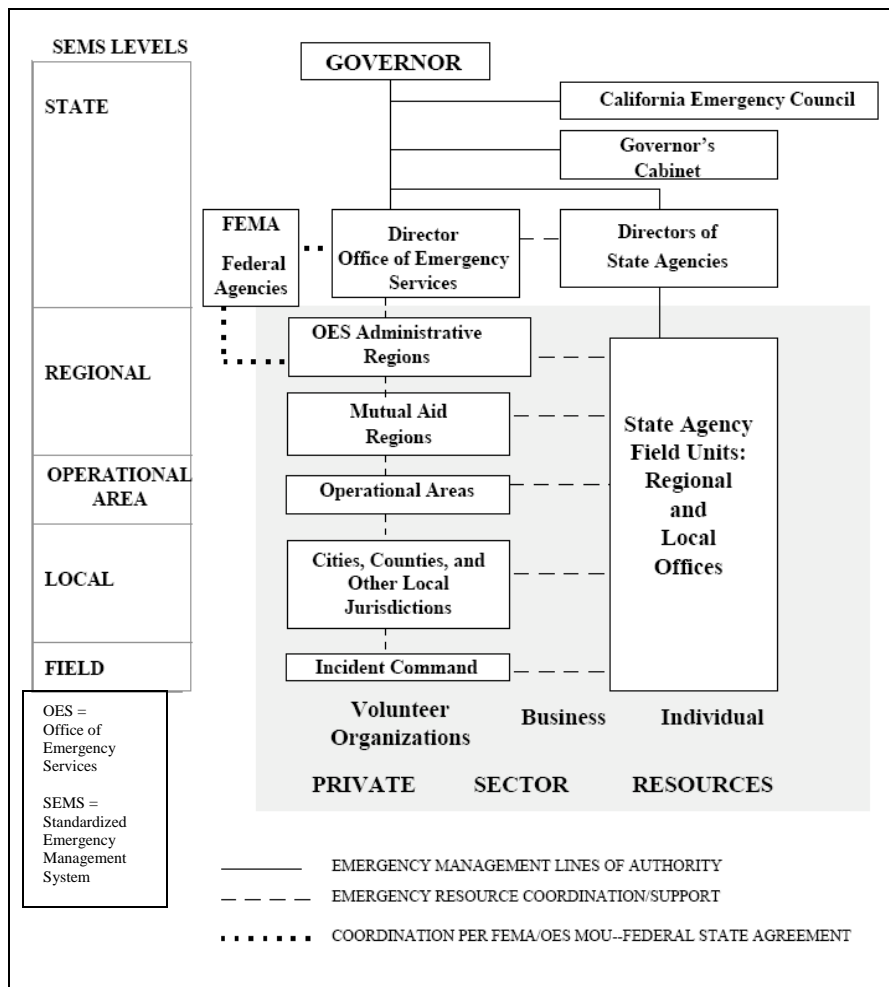 SEMS LEVELS
GOVERNOR
STATE
California Emergency Council
Governor's
Cabinet
FEMA
Federal
Agencies
Director
Office of Emergency
Services
Directors of
State Agencies
REGIONAL
OES Administrative
Regions
Mutual Aid
Regions
State Agency
Field Units:
Regional
and
Local
Offices
OPERATIONAL
AREA
Operational Areas
LOCAL
Cities, Counties, and
Other Local
Jurisdictions
FIELD
Incident Command
Volunteer
Organizations
Business
Individual
PRIVATE SECTOR RESOURCES
OES =
Office of
Emergency
Services
SEMS =
Standardized
Emergency
Management
System
EMERGENCY MANAGEMENT LINES OF AUTHORITY
EMERGENCY RESOURCE COORDINATION/SUPPORT
COORDINATION PER FEMA/OES MOU--FEDERAL STATE AGREEMENT